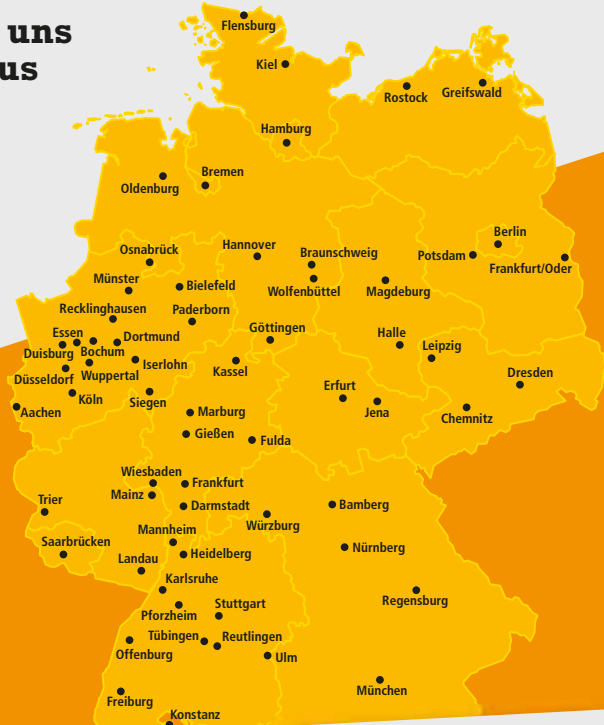 uns
us
Flensburg
Kiel
Rostock
Greifswald
Hamburg
Bremen
Oldenburg
Berlin
Osnabrück
Hannover
Braunschweig
Potsdam
Frankfurt/Oder
Münster
Bielefeld
Wolfenbüttel
Magdeburg
Recklinghausen
Paderborn
Essen
Dortmund
Göttingen
Halle
Leipzig
Duisburg
Bochum
Iserlohn
Kassel
Düsseldorf
Wuppertal
Dresden
Köln
Siegen
Erfurt
Jena
Aachen
Marburg
Chemnitz
Gießen
Fulda
Wiesbaden
Frankfurt
Mainz
Trier
Darmstadt
Bamberg
Würzburg
Mannheim
Saarbrücken
Heidelberg
Nürnberg
Landau
Karlsruhe
Regensburg
Pforzheim
Stuttgart
Tübingen
Reutlingen
Offenburg
Ulm
München
Freiburg
Konstanz